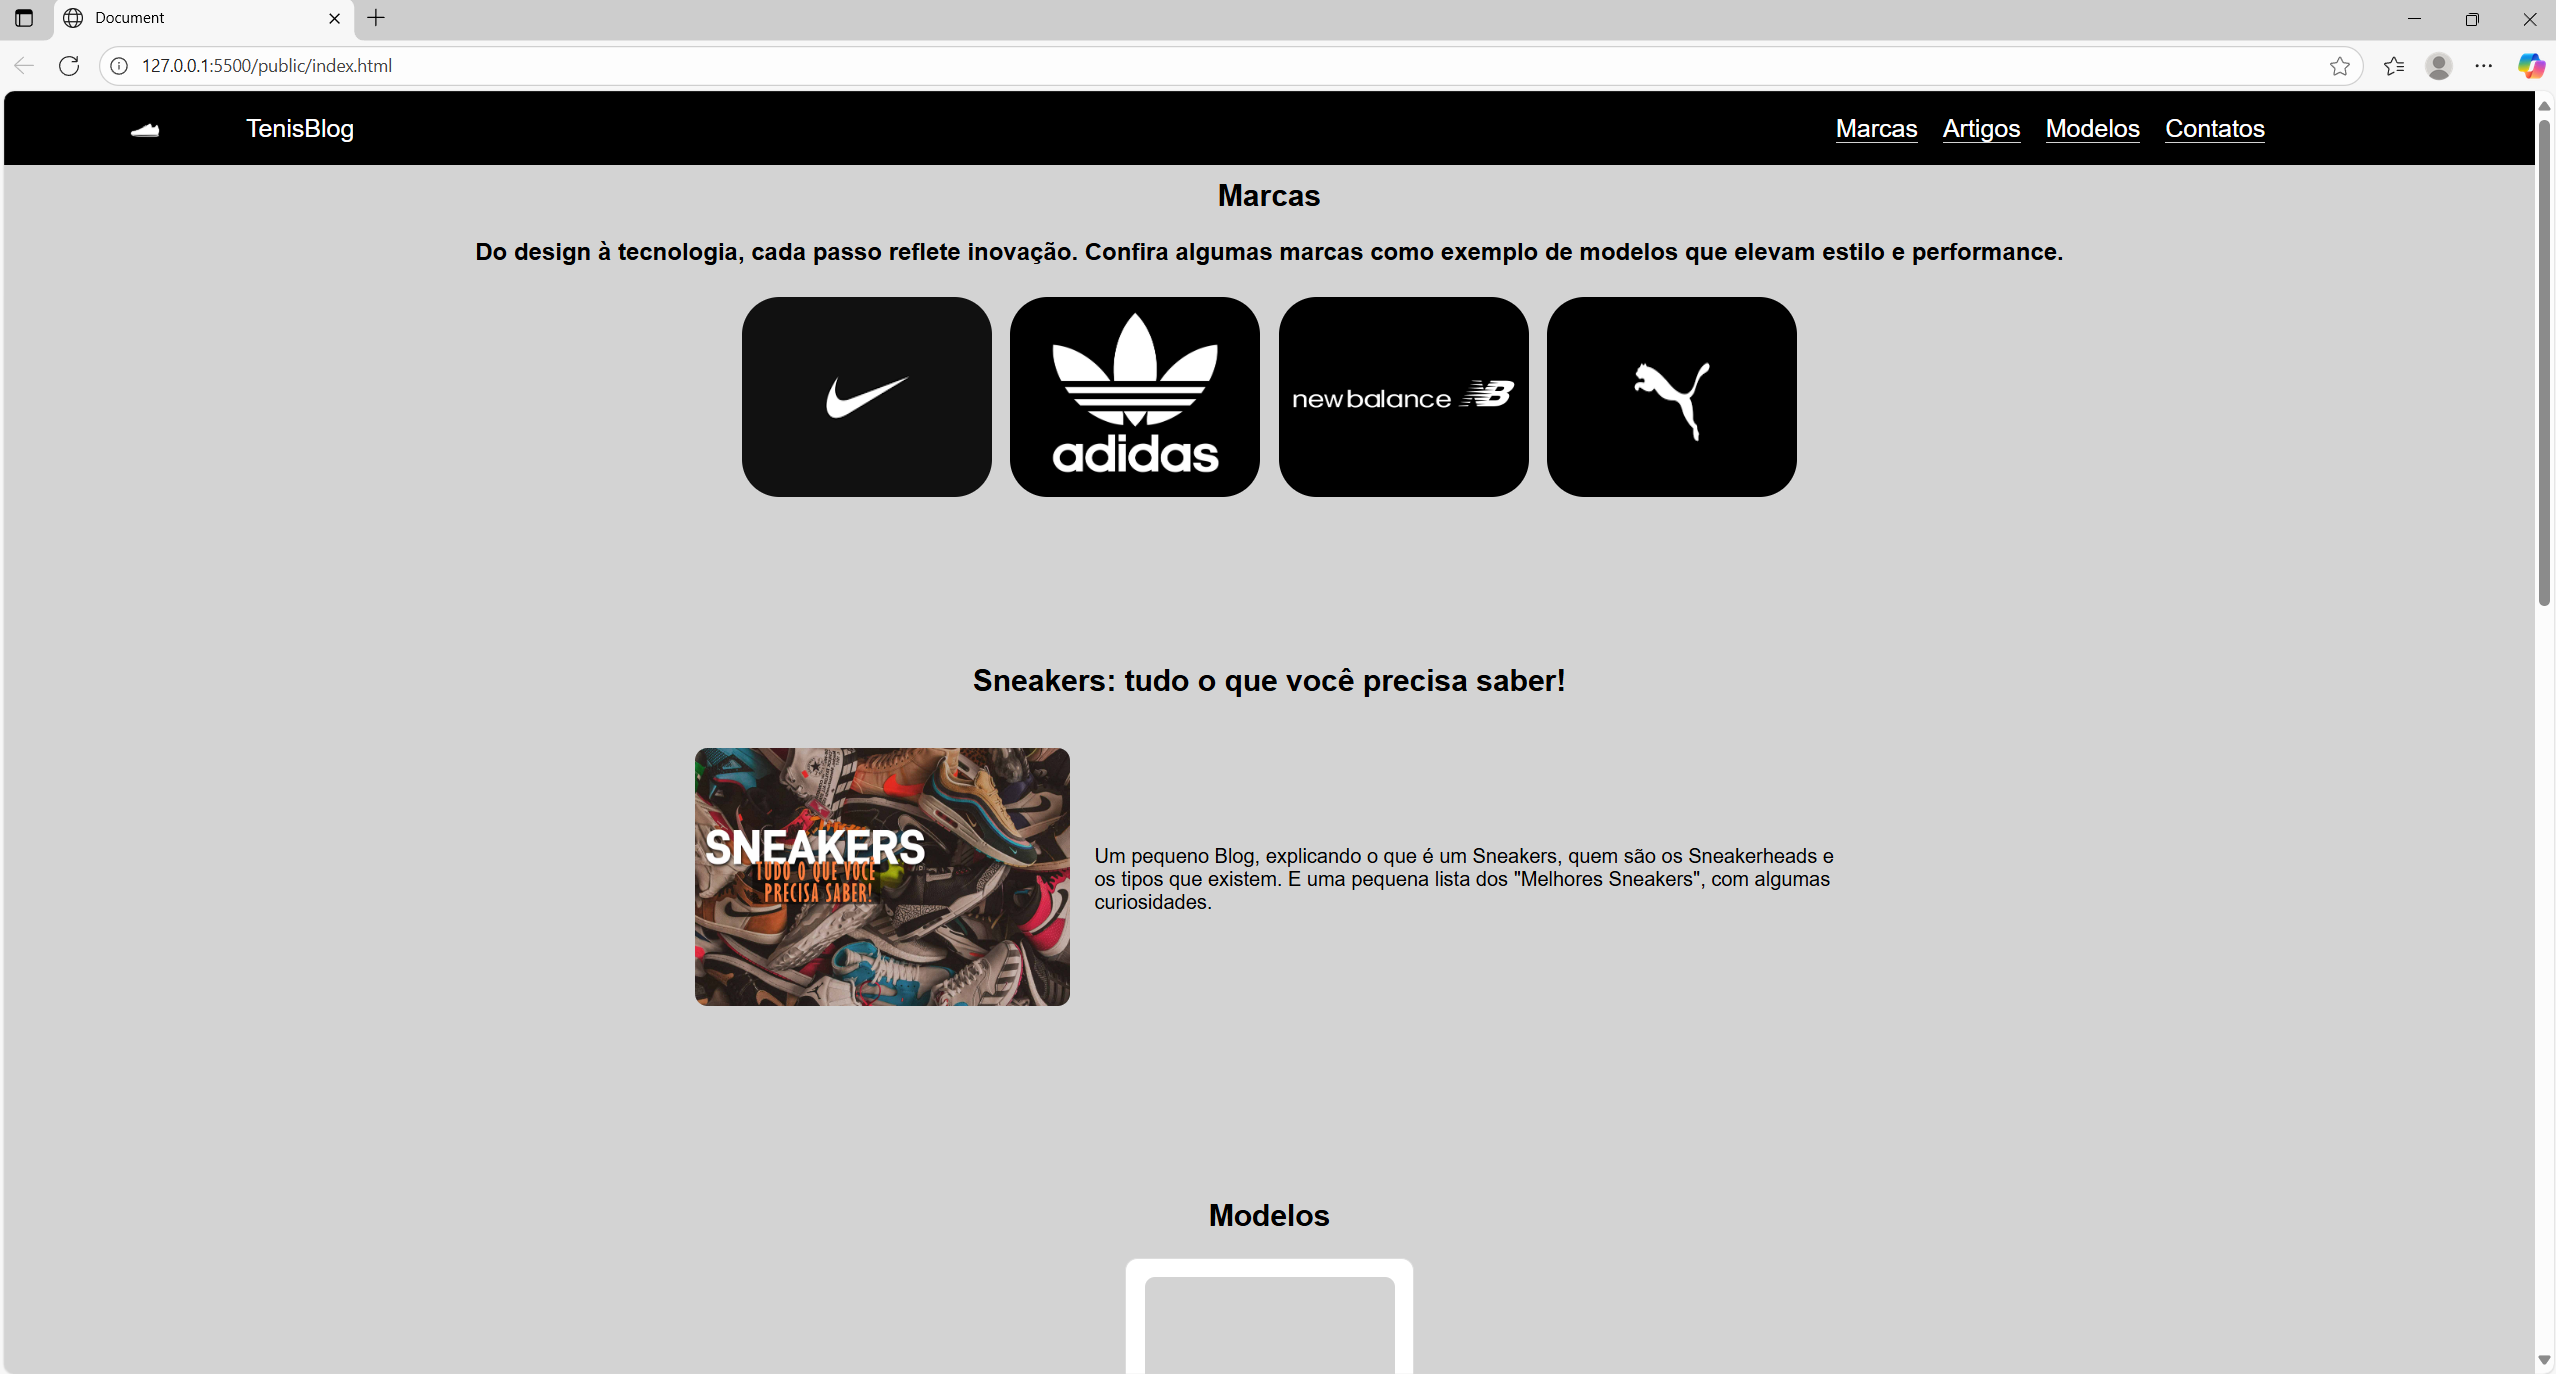 Document
127.0.0.1:5500/public/index.html
TenisBlog
Marcas Artigos Modelos Contatos
Marcas
Do design à tecnologia, cada passo reflete inovação. Confira algumas marcas como exemplo de modelos que elevam estilo e performance.
adidas
new balance NB
Sneakers: tudo o que você precisa saber!
SNEAKERS
TUDO O QUE VOCÊ
PRECISA SABER!
Um pequeno Blog, explicando o que é um Sneakers, quem são os Sneakerheads e
os tipos que existem. E uma pequena lista dos "Melhores Sneakers", com algumas
curiosidades.
Modelos